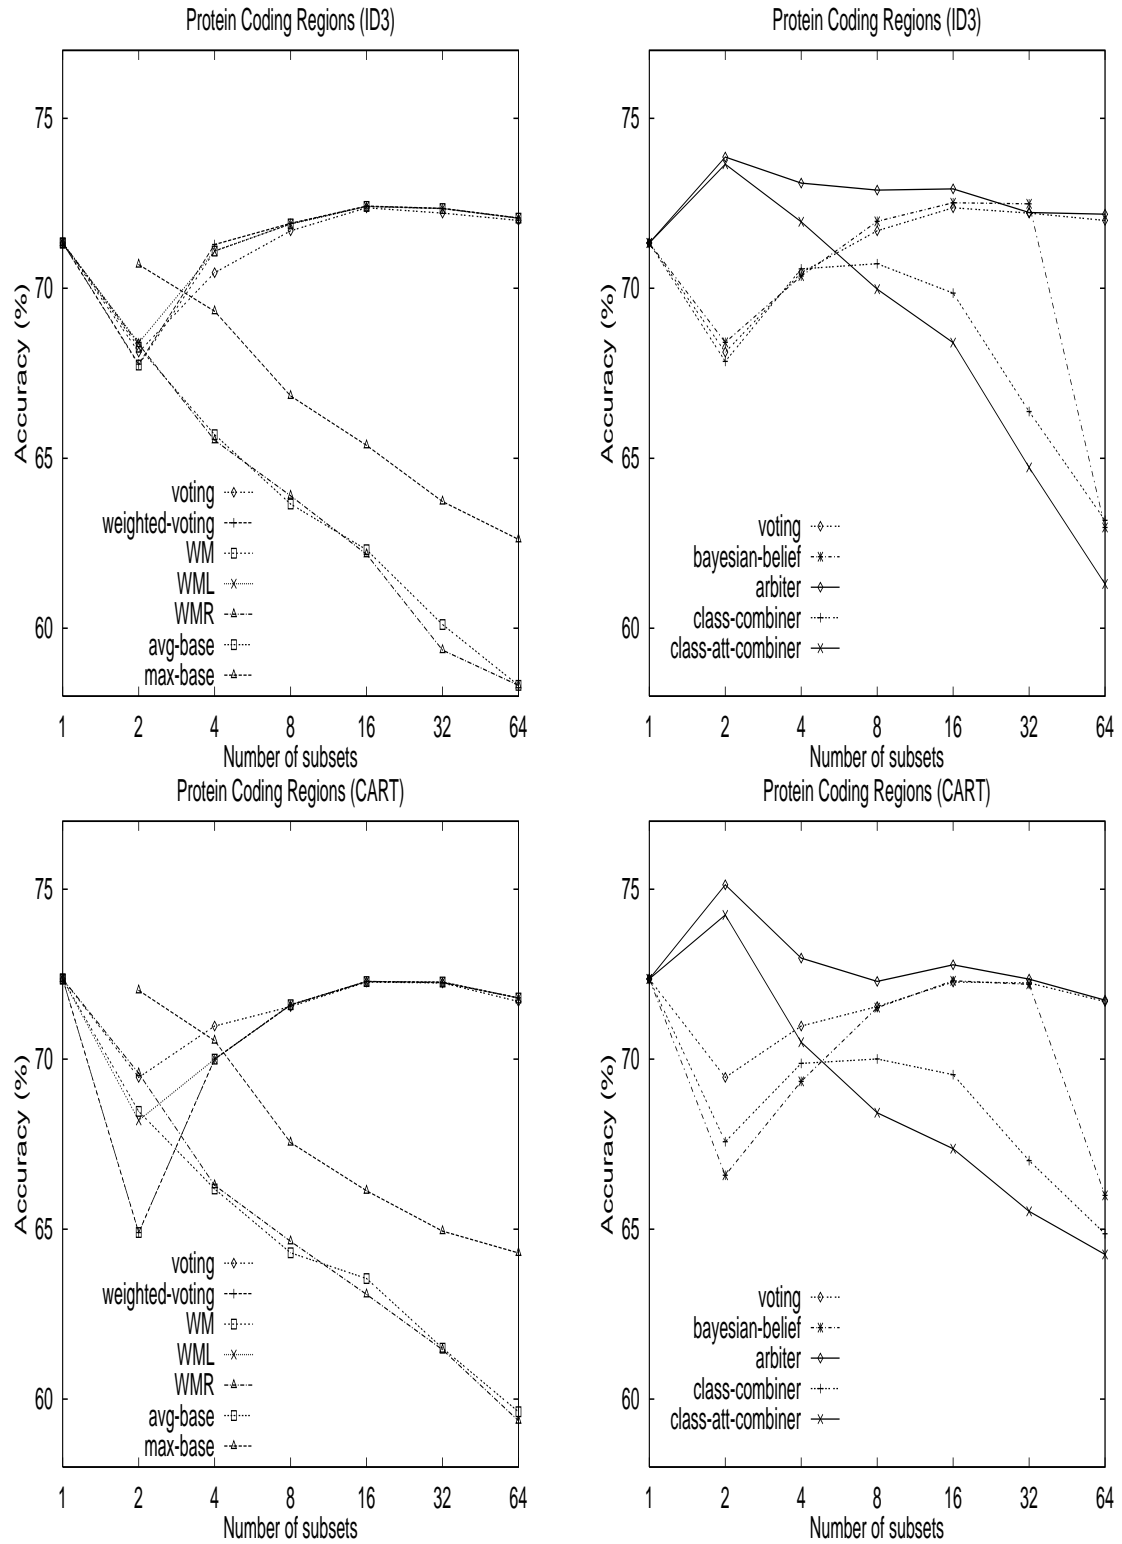 Protein Coding Regions (ID3)
75
70
65
60
Accuracy (%)
voting
weighted-voting
WM
WML
WMR
avg-base
max-base
1 2 4 8 16 32 64
Number of subsets
Protein Coding Regions (ID3)
75
70
65
60
Accuracy (%)
voting
bayesian-belief
arbiter
class-combiner
class-att-combiner
1 2 4 8 16 32 64
Number of subsets
Protein Coding Regions (CART)
75
70
65
60
Accuracy (%)
voting
weighted-voting
WM
WML
WMR
avg-base
max-base
1 2 4 8 16 32 64
Number of subsets
Protein Coding Regions (CART)
75
70
65
60
Accuracy (%)
voting
bayesian-belief
arbiter
class-combiner
class-att-combiner
1 2 4 8 16 32 64
Number of subsets